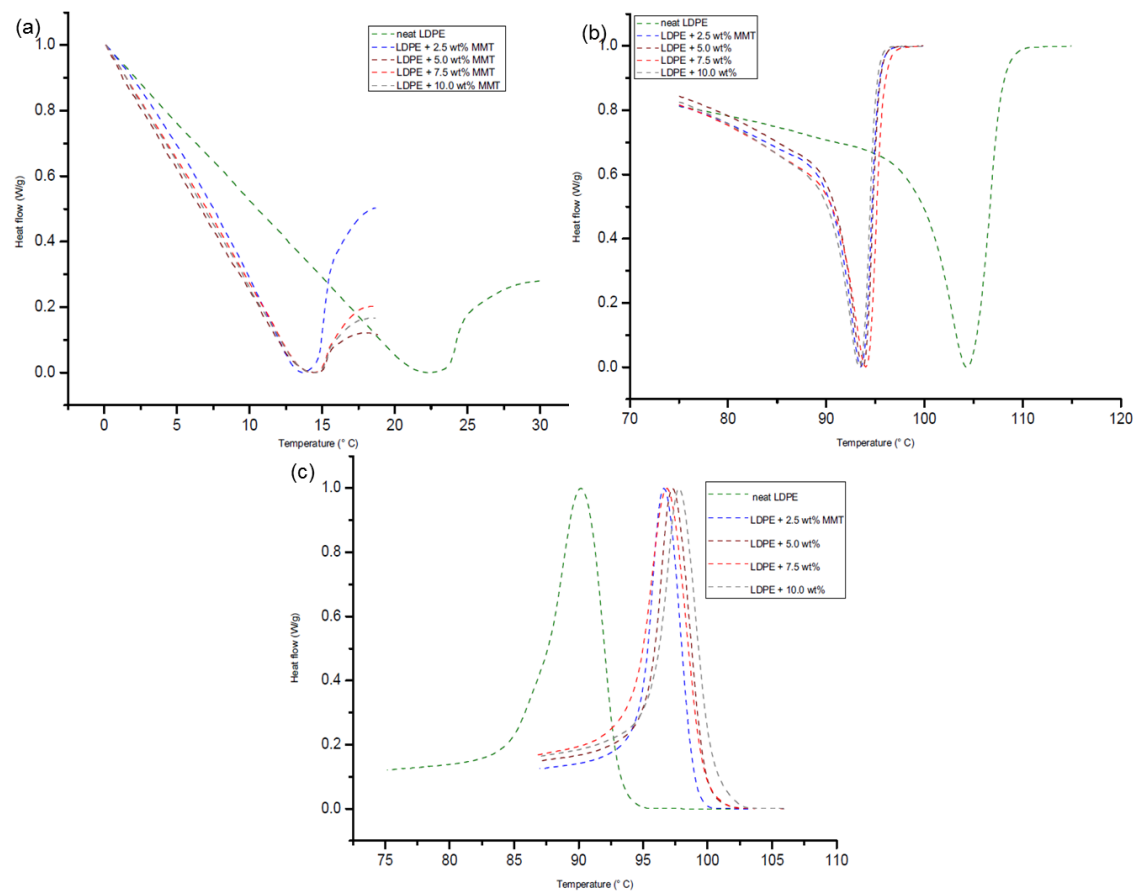 (a)
neat LDPE
LDPE + 2.5 wt% MMT
LDPE + 5.0 wt% MMT
LDPE + 7.5 wt% MMT
LDPE + 10.0 wt% MMT
1.0
0.8
0.6
0.4
0.2
0.0
Heat flow (W/g)
0 5 10 15 20 25 30
Temperature (° C)
(b)
neat LDPE
LDPE + 2.5 wt% MMT
LDPE + 5.0 wt%
LDPE + 7.5 wt%
LDPE + 10.0 wt%
1.0
0.8
0.6
0.4
0.2
0.0
Heat flow (W/g)
70 80 90 100 110 120
Temperature (° C)
(c)
neat LDPE
LDPE + 2.5 wt% MMT
LDPE + 5.0 wt%
LDPE + 7.5 wt%
LDPE + 10.0 wt%
1.0
0.8
0.6
0.4
0.2
0.0
Heat flow (W/g)
75 80 85 90 95 100 105 110
Temperature (° C)